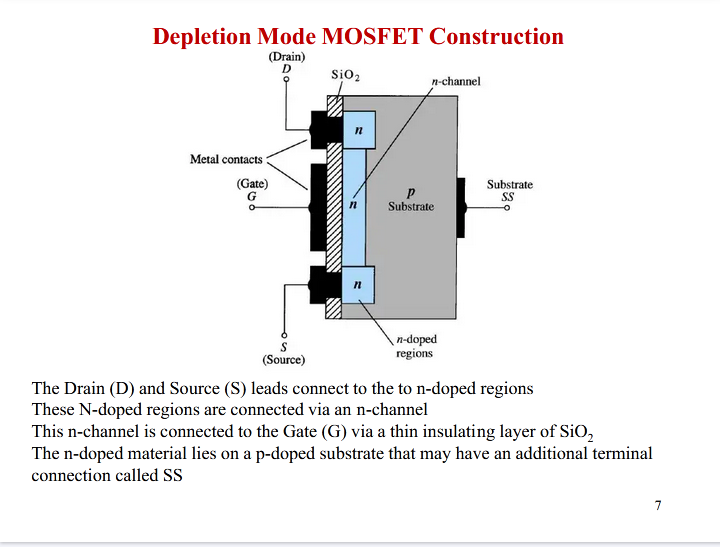 Depletion Mode MOSFET Construction
(Drain)
D
SiO₂
n-channel
n
Metal contacts
(Gate)
G
n
p
Substrate
Substrate
SS
n
S
(Source)
n-doped
regions
The Drain (D) and Source (S) leads connect to the to n-doped regions
These N-doped regions are connected via an n-channel
This n-channel is connected to the Gate (G) via a thin insulating layer of SiO₂
The n-doped material lies on a p-doped substrate that may have an additional terminal
connection called SS
7